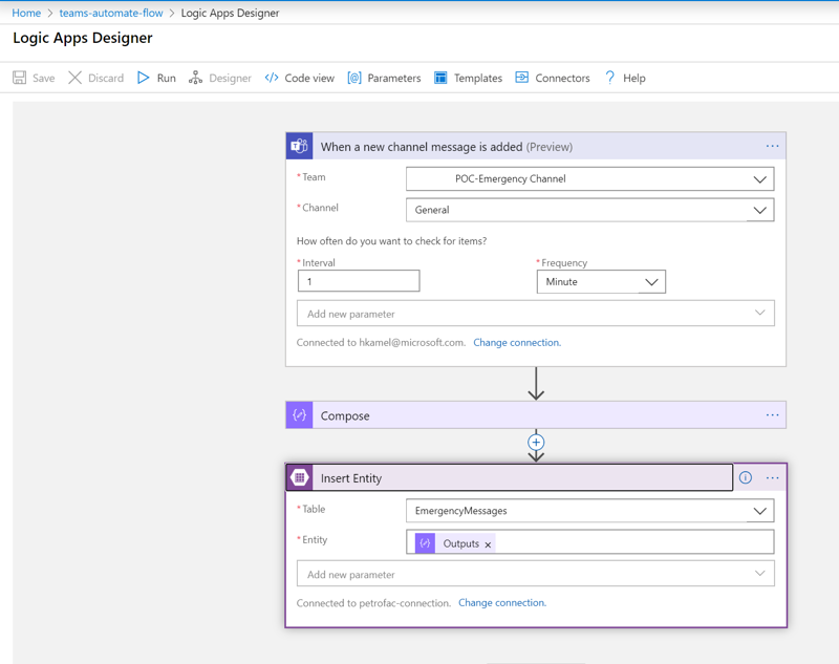 Home > teams-automate-flow > Logic Apps Designer
Logic Apps Designer
Save Discard Run Designer Code view Parameters Templates Connectors Help
When a new channel message is added (Preview) ...
* Team POC-Emergency Channel
* Channel General
How often do you want to check for items?
* Interval * Frequency
1 Minute
Add new parameter
Connected to hkamel@microsoft.com. Change connection.
Compose ...
Insert Entity ...
* Table EmergencyMessages
* Entity Outputs ×
Add new parameter
Connected to petrofac-connection. Change connection.